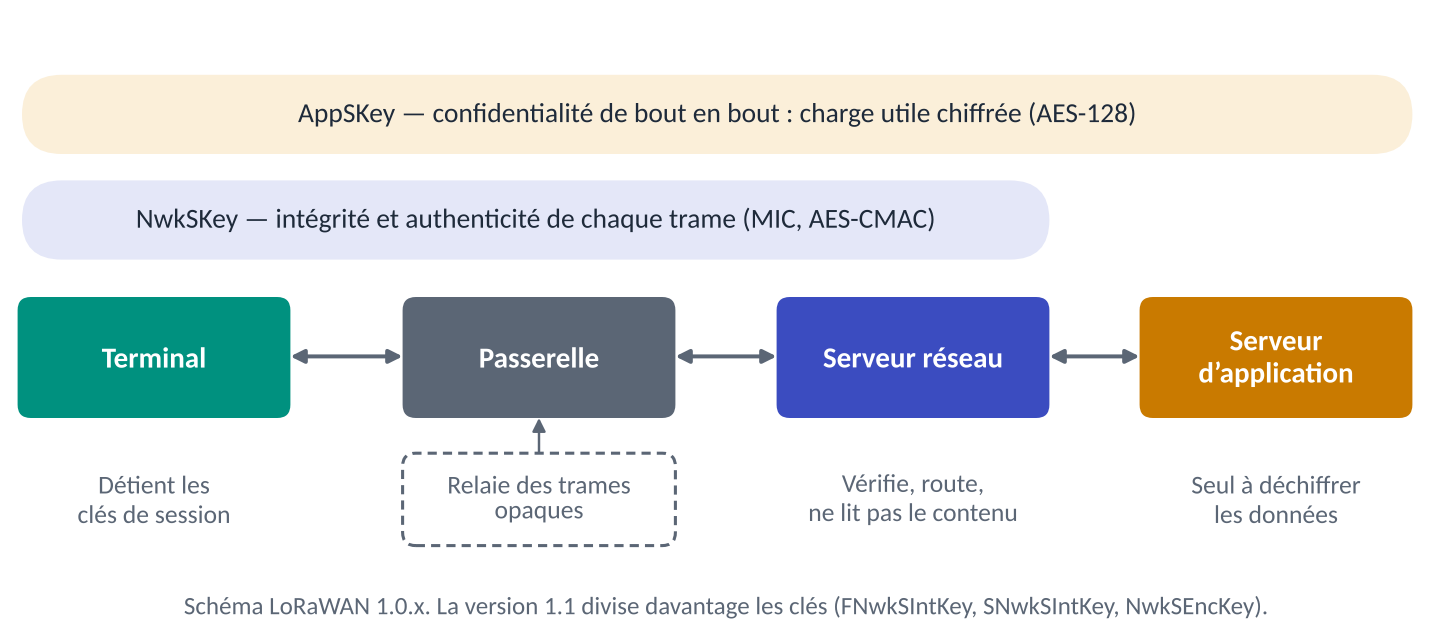 AppSKey — confidentialité de bout en bout : charge utile chiffrée (AES-128)
NwkSKey — intégrité et authenticité de chaque trame (MIC, AES-CMAC)
Terminal
Passerelle
Serveur réseau
Serveur
d’application
Détient les
clés de session
Relaie des trames
opaques
Vérifie, route,
ne lit pas le contenu
Seul à déchiffrer
les données
Schéma LoRaWAN 1.0.x. La version 1.1 divise davantage les clés (FNwkSIntKey, SNwkSIntKey, NwkSEncKey).